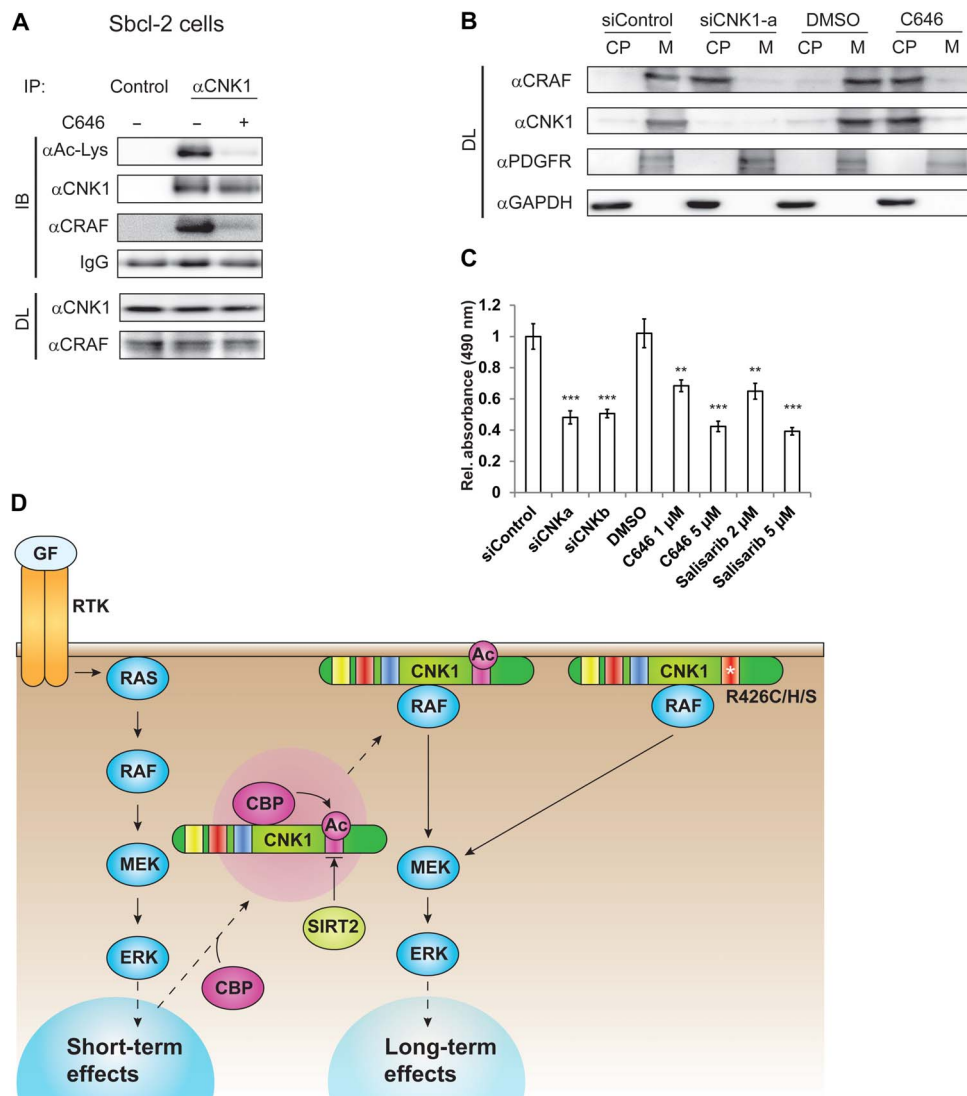 A Sbcl-2 cells
IP: Control αCNK1
C646 – – +
IB
αAc-Lys
αCNK1
αCRAF
IgG
DL
αCNK1
αCRAF
B
siControl siCNK1-a DMSO C646
CP M CP M CP M CP M
DL
αCRAF
αCNK1
αPDGFR
αGAPDH
C
Rel. absorbance (490 nm)
1.2
1
0.8
0.6
0.4
0.2
0
*** *** ** *** ** ***
siControl
siCNKa
siCNKb
DMSO
C646 1 µM
C646 5 µM
Salisarib 2 µM
Salisarib 5 µM
D
GF
RTK
RAS
RAF
MEK
ERK
Short-term
effects
CBP
CBP
Ac
CNK1
SIRT2
Ac
CNK1
RAF
MEK
ERK
Long-term
effects
CNK1 *
R426C/H/S
RAF